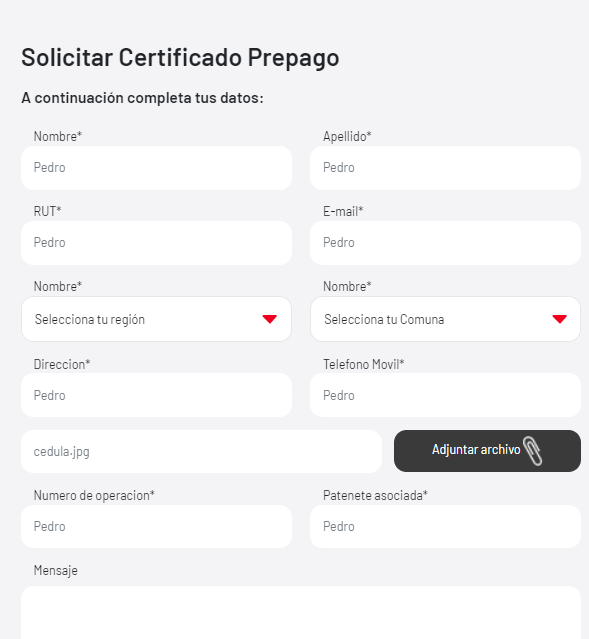 Solicitar Certificado Prepago
A continuación completa tus datos:
Nombre* Apellido*
Pedro Pedro
RUT* E-mail*
Pedro Pedro
Nombre* Nombre*
Selecciona tu región Selecciona tu Comuna
Direccion* Telefono Movil*
Pedro Pedro
cedula.jpg Adjuntar archivo
Numero de operacion* Patenete asociada*
Pedro Pedro
Mensaje